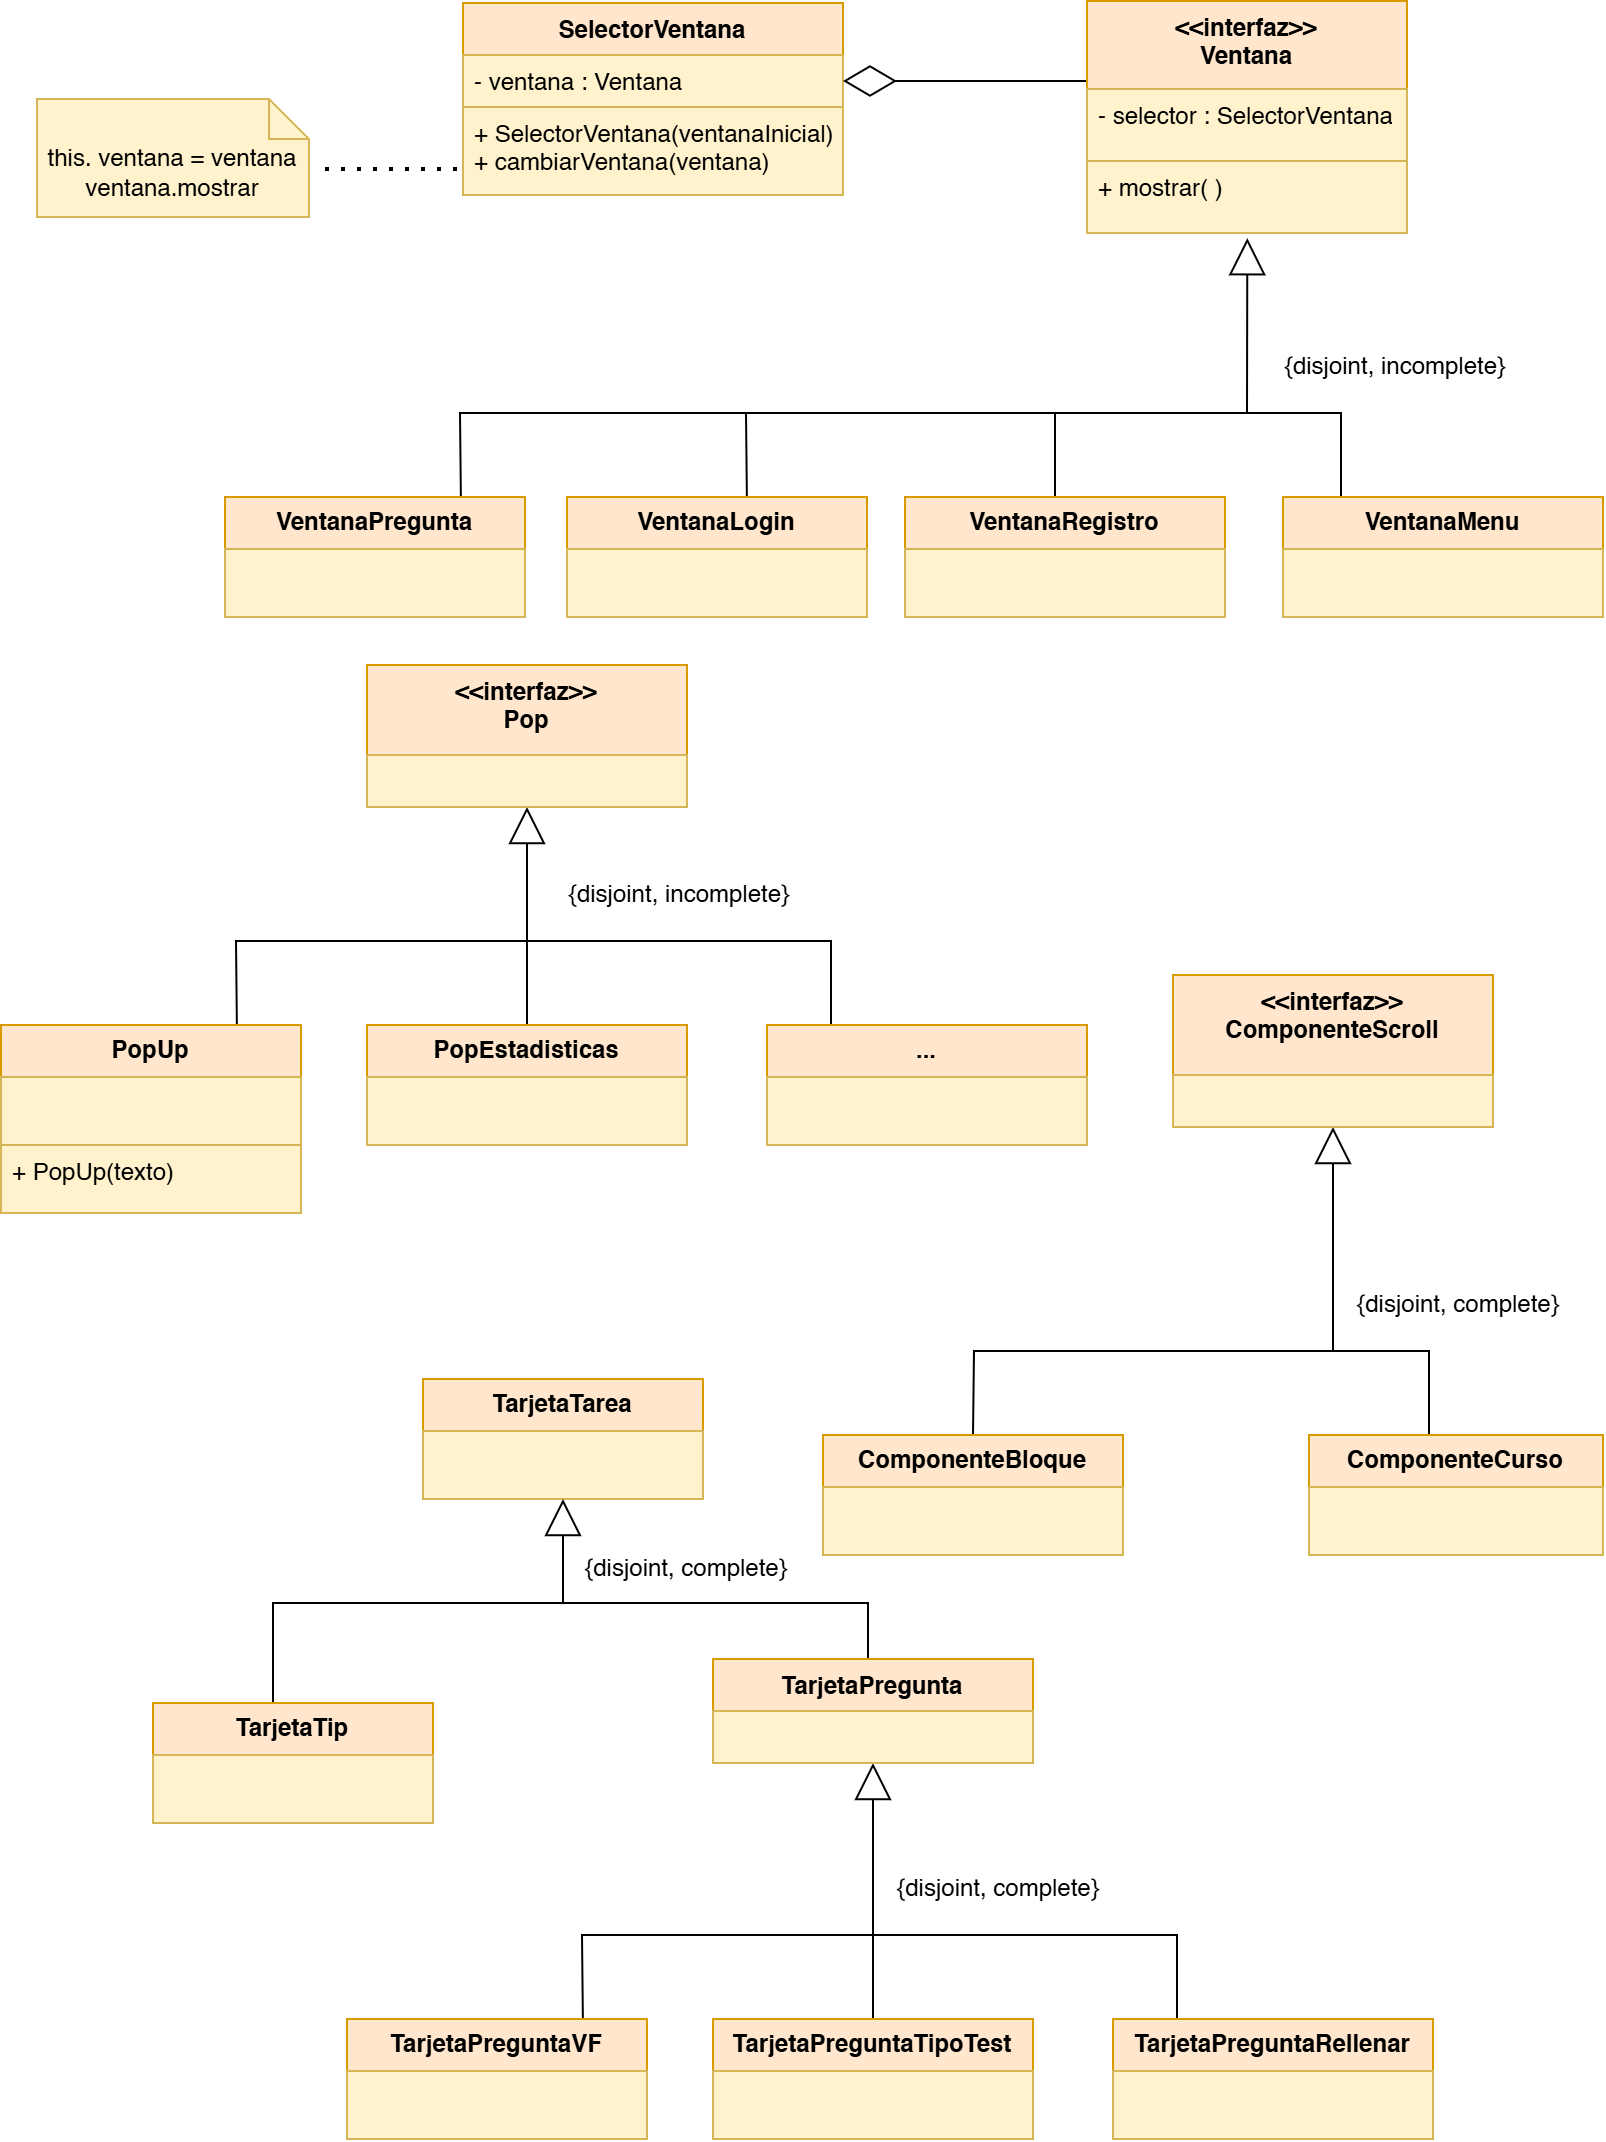 SelectorVentana
- ventana : Ventana
+ SelectorVentana(ventanaInicial)
+ cambiarVentana(ventana)
<<interfaz>>
Ventana
- selector : SelectorVentana
+ mostrar( )
this. ventana = ventana
ventana.mostrar
{disjoint, incomplete}
VentanaPregunta
VentanaLogin
VentanaRegistro
VentanaMenu
<<interfaz>>
Pop
{disjoint, incomplete}
PopUp
+ PopUp(texto)
PopEstadisticas
...
<<interfaz>>
ComponenteScroll
{disjoint, complete}
ComponenteBloque
ComponenteCurso
TarjetaTarea
{disjoint, complete}
TarjetaTip
TarjetaPregunta
{disjoint, complete}
TarjetaPreguntaVF
TarjetaPreguntaTipoTest
TarjetaPreguntaRellenar